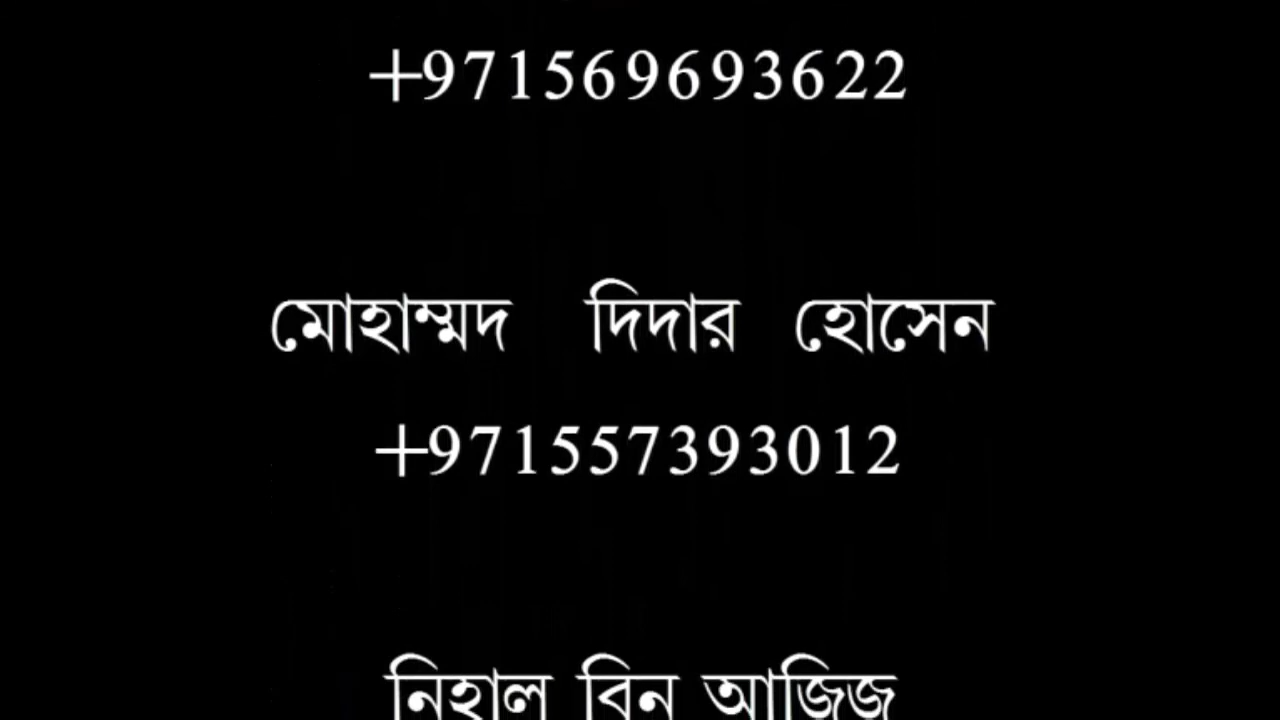 +971569693622
মোহাম্মদ দিদার হোসেন
+971557393012
নিহাল বিন আজিজ